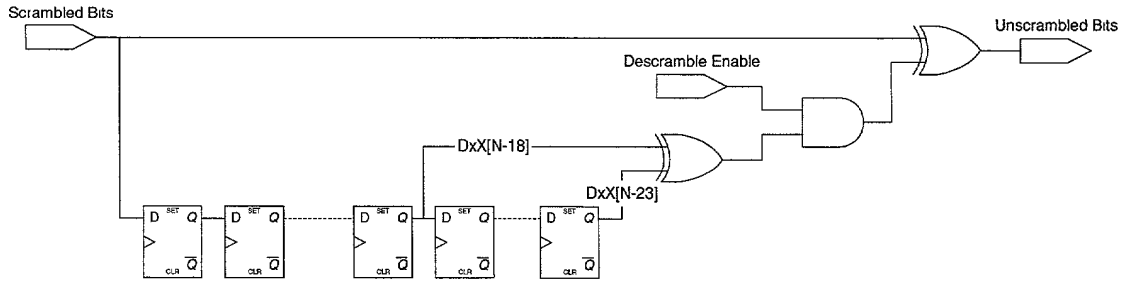 Scrambled Bits
Unscrambled Bits
Descramble Enable
DxX[N-18]
DxX[N-23]
D SET Q
CLR Q
D SET Q
CLR Q
D SET Q
CLR Q
D SET Q
CLR Q
D SET Q
CLR Q